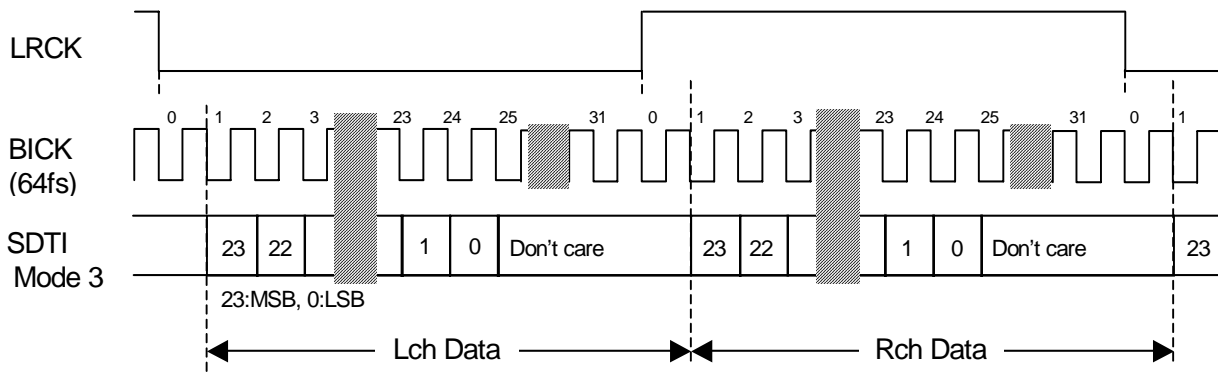 LRCK
0 1 2 3 23 24 25 31 0 1 2 3 23 24 25 31 0 1
BICK
(64fs)
SDTI
Mode 3
23 22 1 0 Don't care 23 22 1 0 Don't care 23
23:MSB, 0:LSB
Lch Data Rch Data